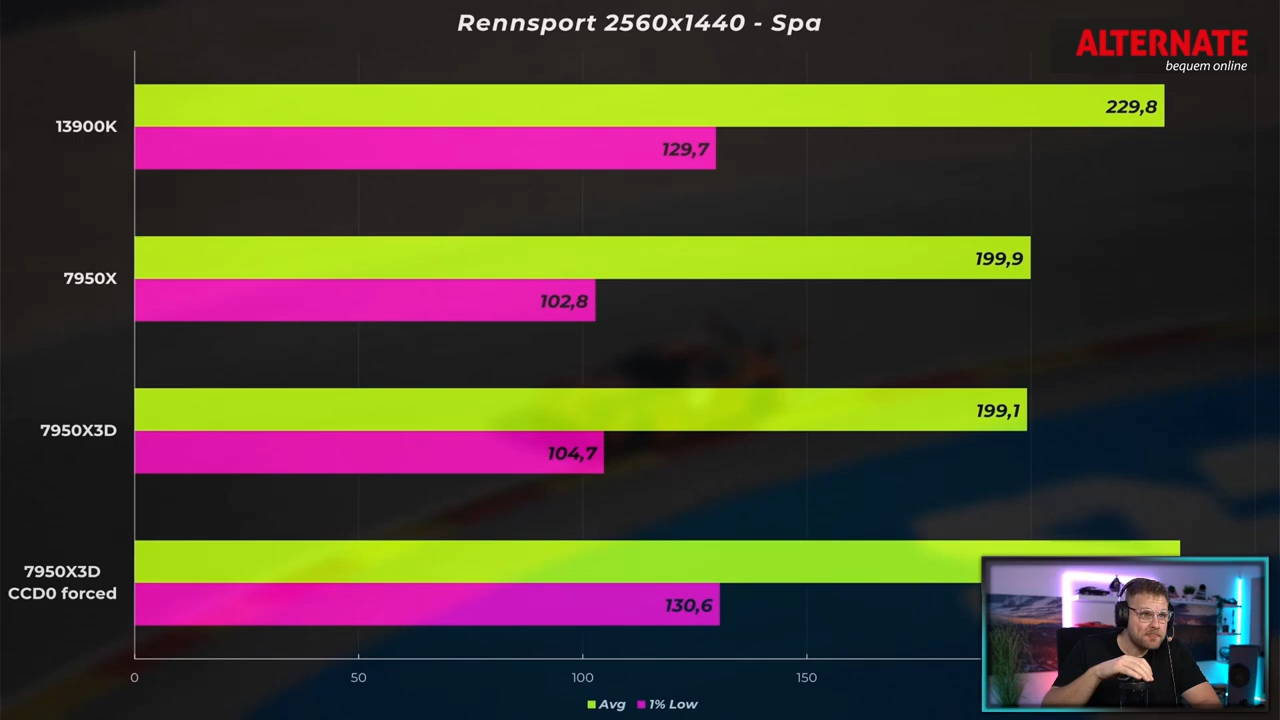 Rennsport 2560x1440 - Spa
ALTERNATE
bequem online
13900K
229,8
129,7
7950X
199,9
102,8
7950X3D
199,1
104,7
7950X3D
CCD0 forced
130,6
0
50
100
150
Avg
1% Low